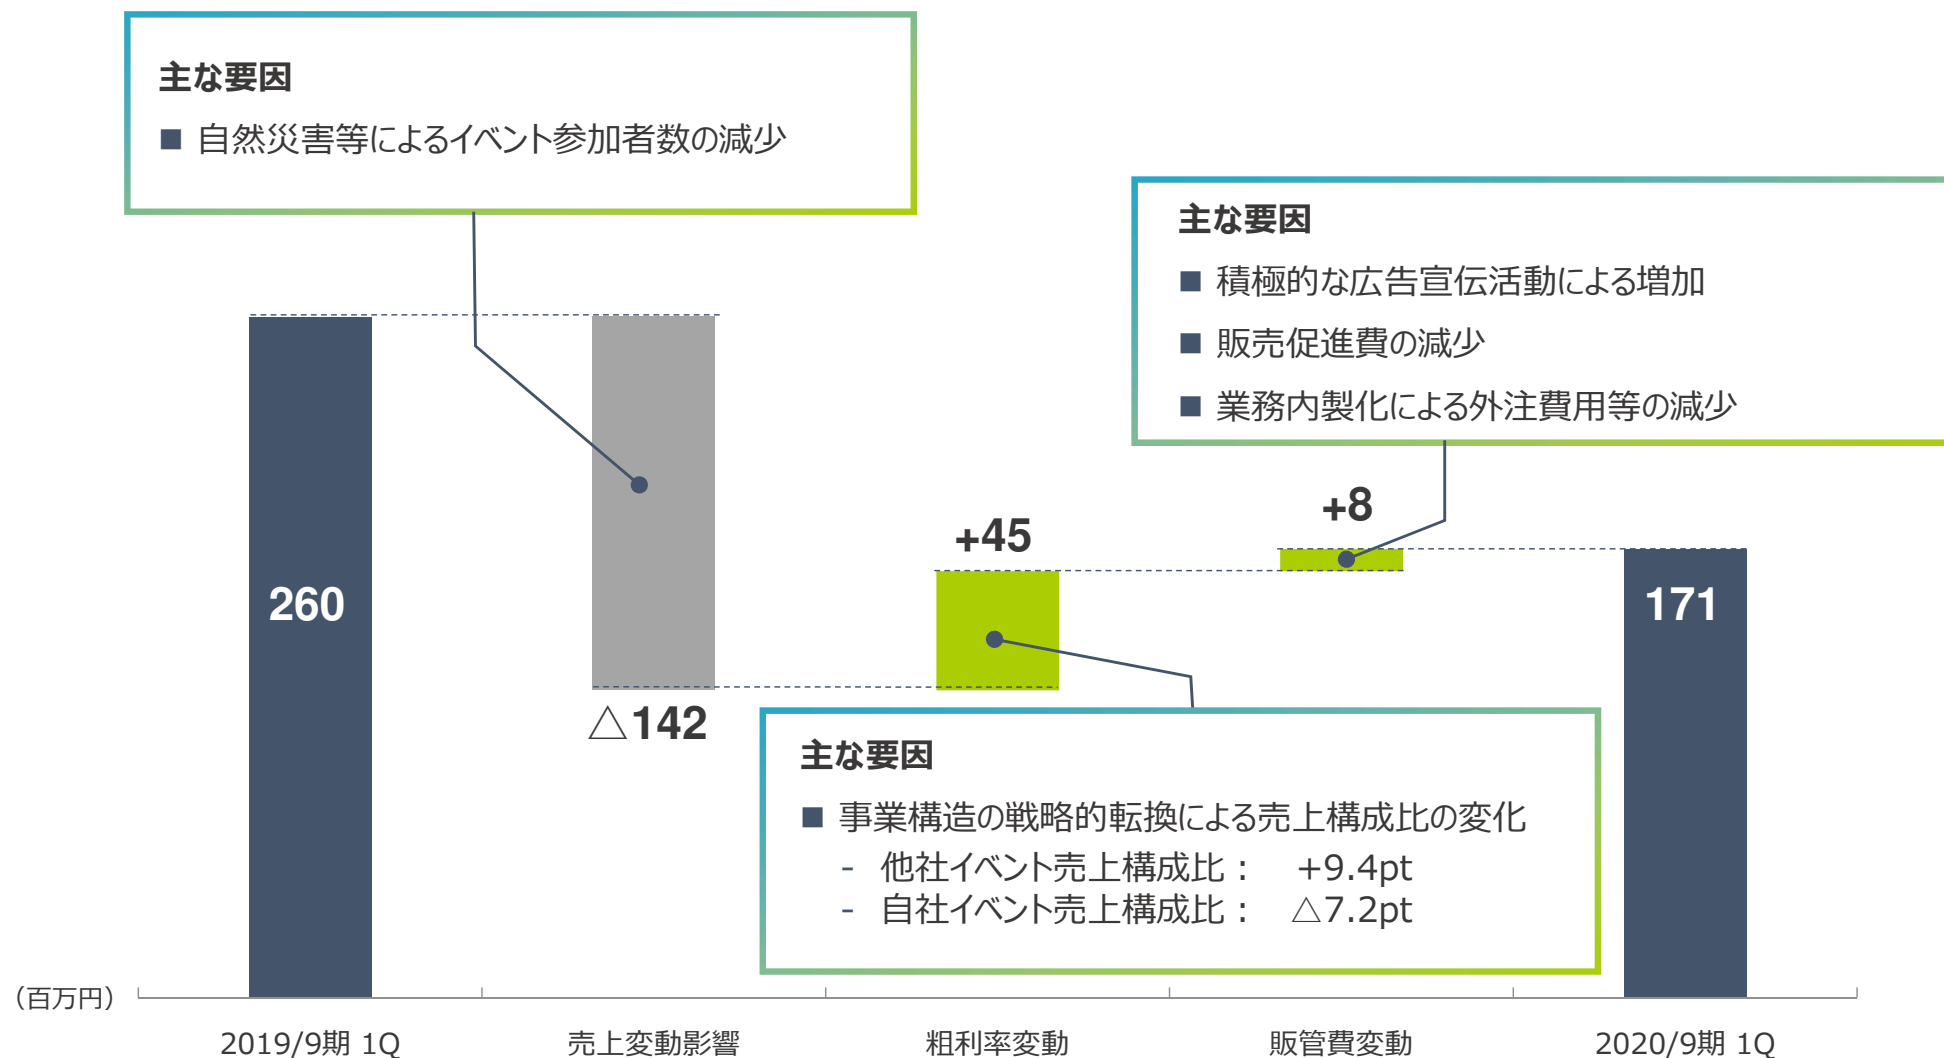 主な要因
■ 自然災害等によるイベント参加者数の減少
主な要因
■ 積極的な広告宣伝活動による増加
■ 販売促進費の減少
■ 業務内製化による外注費用等の減少
+8
+45
260
171
△142
主な要因
■ 事業構造の戦略的転換による売上構成比の変化
- 他社イベント売上構成比： +9.4pt
- 自社イベント売上構成比： △7.2pt
（百万円）
2019/9期 1Q 売上変動影響 粗利率変動 販管費変動 2020/9期 1Q